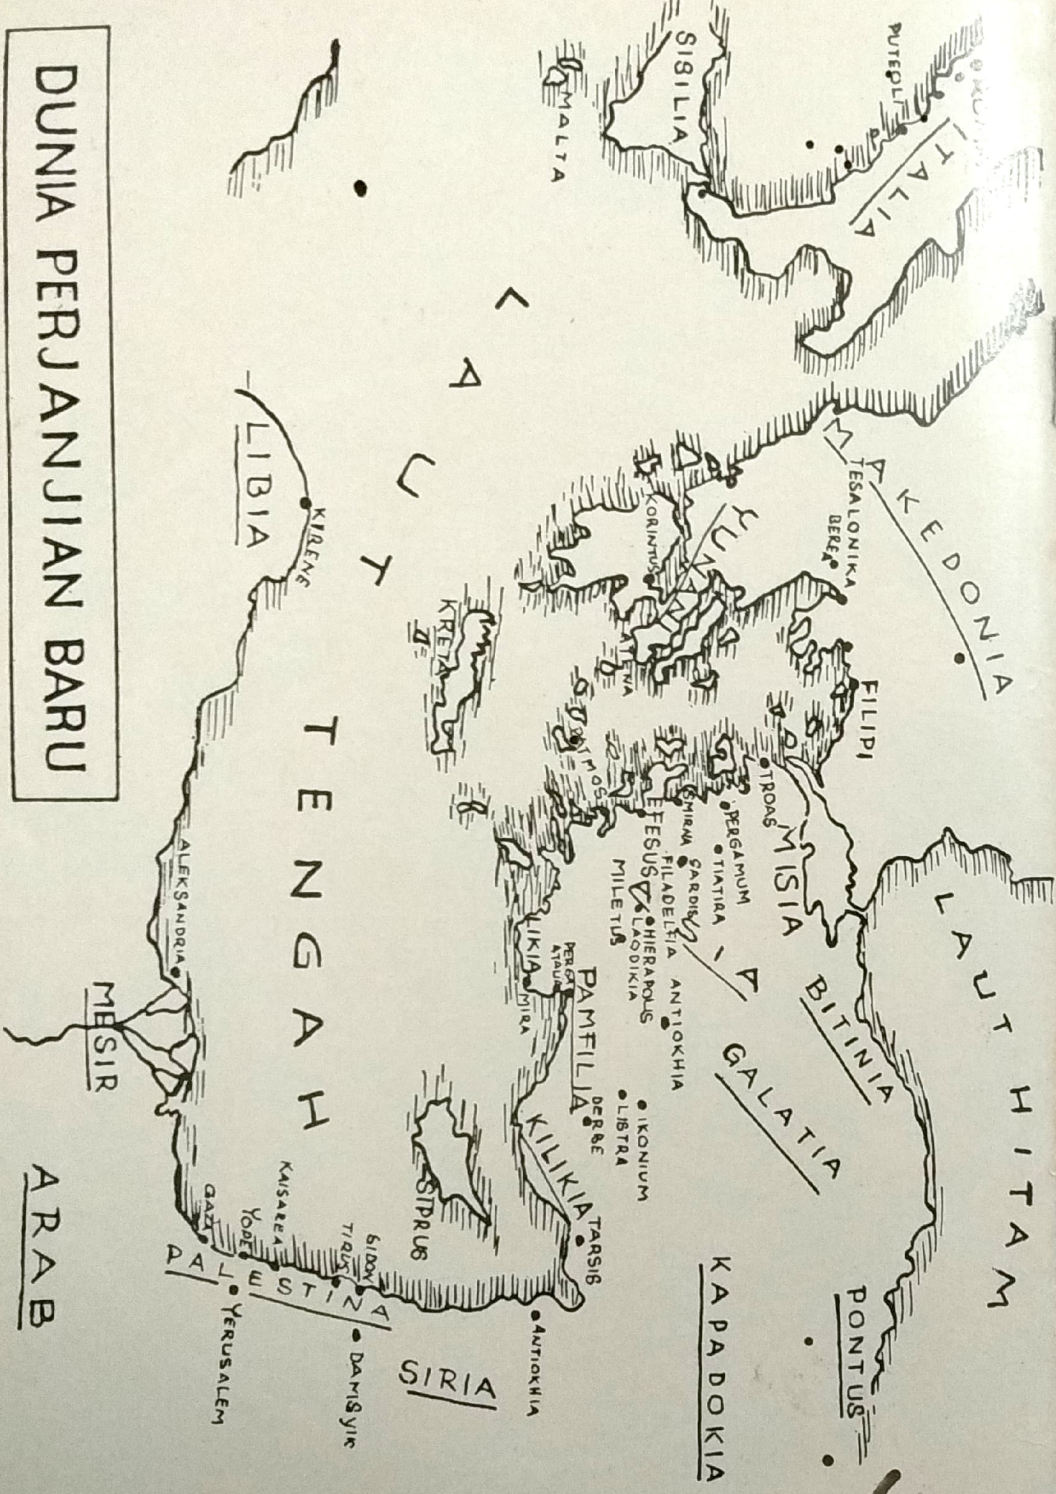 DUNIA PERJANJIAN BARU
PUTEOLI
ITALIA
SISILIA
MALTA
MAKEDONIA
TESALONIKA
BEREA
FILIPI
YUNANI
KORINTUS
ATENA
KRETA
PATMOS
LAUT HITAM
TROAS
MISIA
PERGAMUM
TIATIRA
SMIRNA
SARDIS
EFESUS
FILADELFIA
HIERAPOLIS
LAODIKIA
MILETUS
ANTIOKHIA
BITINIA
GALATIA
PONTUS
KAPADOKIA
LIKIA
MIRA
PERGA
PAMFILIA
IKONIUM
LISTRA
DERBE
KILIKIA
TARSIS
SIPRUS
ANTIOKHIA
SIRIA
LAUT TENGAH
LIBIA
KIRENE
ALEKSANDRIA
MESIR
ARAB
GAZA
YOPE
KAISAREA
TIRUS
SIDON
PALESTINA
YERUSALEM
DAMSYIK